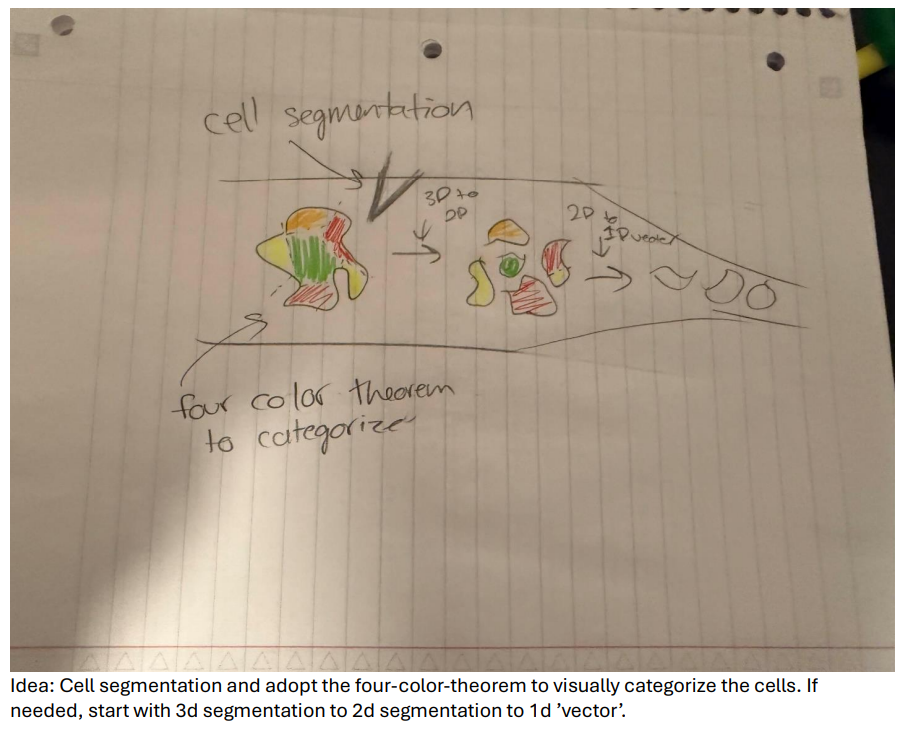 cell segmentation
3D to
2D
2D to
1D vector
four color theorem
to categorize
Idea: Cell segmentation and adopt the four-color-theorem to visually categorize the cells. If
needed, start with 3d segmentation to 2d segmentation to 1d ’vector’.